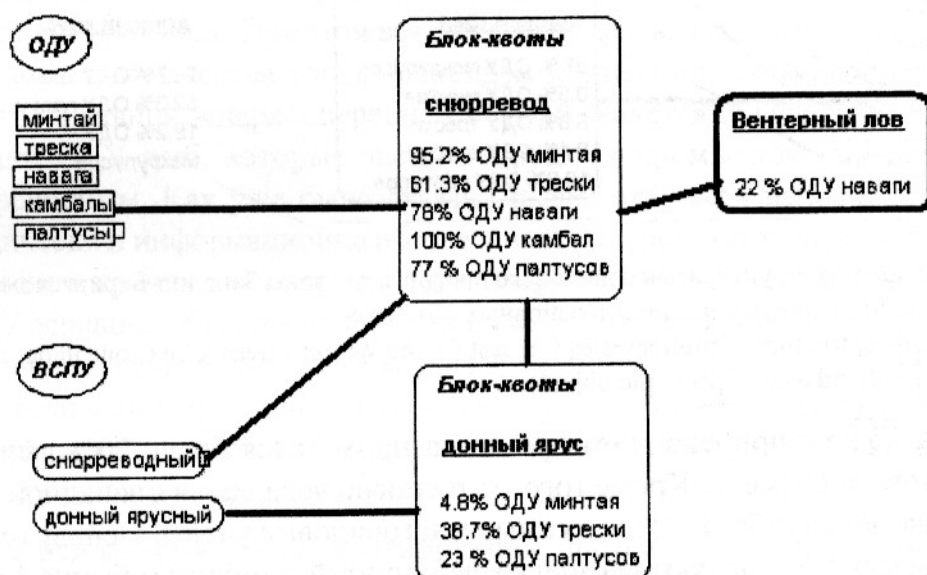 ОДУ
минтай
треска
навага
камбалы
палтусы
Блок-квоты
снюрревод
95.2% ОДУ минтая
61.3% ОДУ трески
78% ОДУ наваги
100% ОДУ камбал
77 % ОДУ палтусов
Вентерный лов
22 % ОДУ наваги
ВСПУ
снюрреводный
донный ярусный
Блок-квоты
донный ярус
4.8% ОДУ минтая
38.7% ОДУ трески
23 % ОДУ палтусов